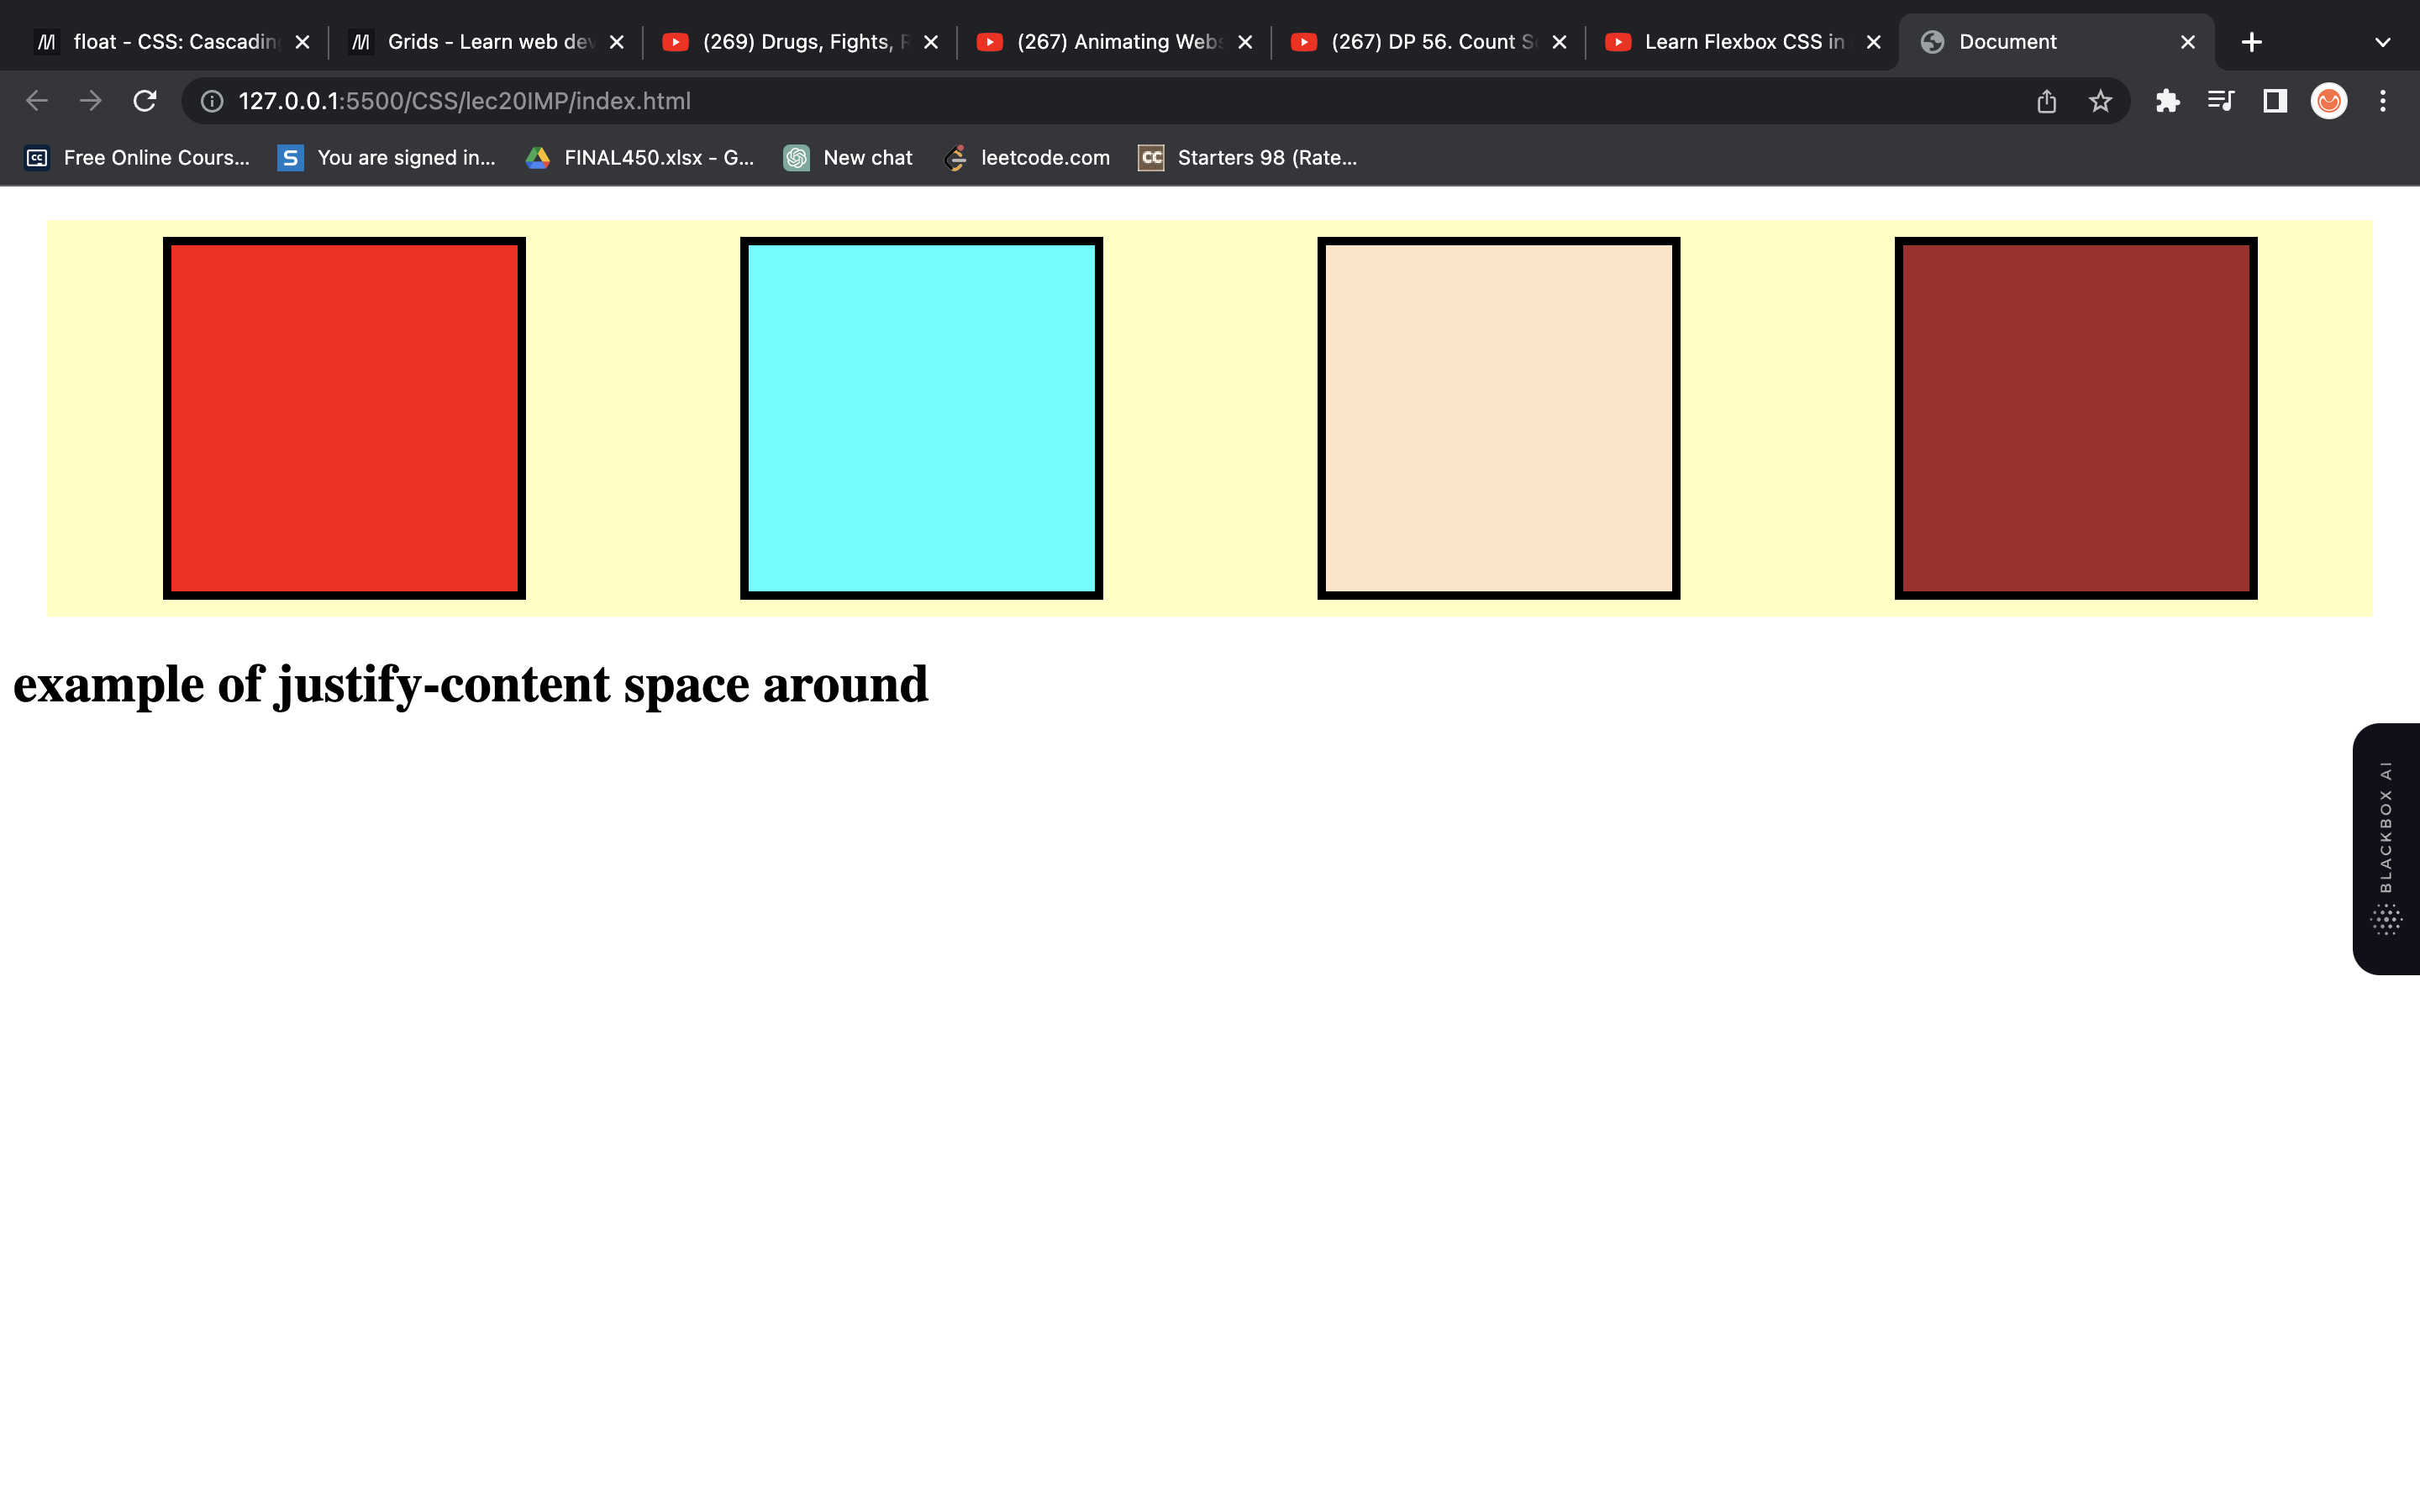 float - CSS: Cascading
Grids - Learn web dev
(269) Drugs, Fights,
(267) Animating Webs
(267) DP 56. Count S
Learn Flexbox CSS in
Document
127.0.0.1:5500/CSS/lec20IMP/index.html
Free Online Cours...
S
You are signed in...
FINAL450.xlsx - G...
New chat
leetcode.com
CC
Starters 98 (Rate...
example of justify-content space around
BLACKBOX AI